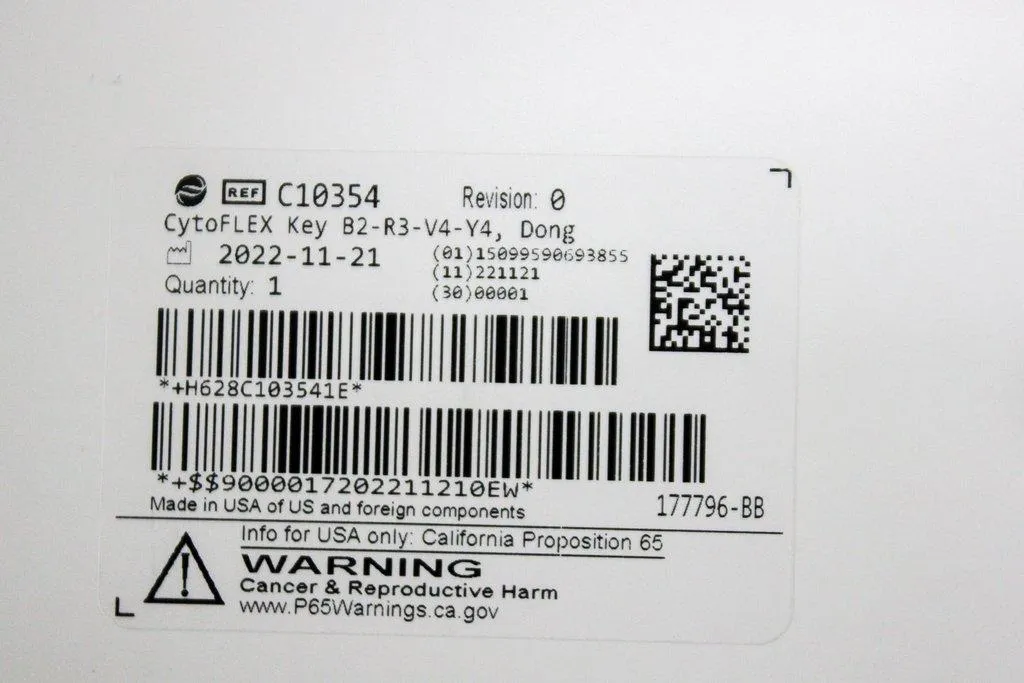 REF C10354 Revision: 0
CytoFLEX Key B2-R3-V4-Y4, Dong
2022-11-21 (01)15099590693855
(11)221121
Quantity: 1 (30)00001
*+H628C103541E*
*+$$9000017202211210EW*
Made in USA of US and foreign components 177796-BB
Info for USA only: California Proposition 65
WARNING
Cancer & Reproductive Harm
www.P65Warnings.ca.gov